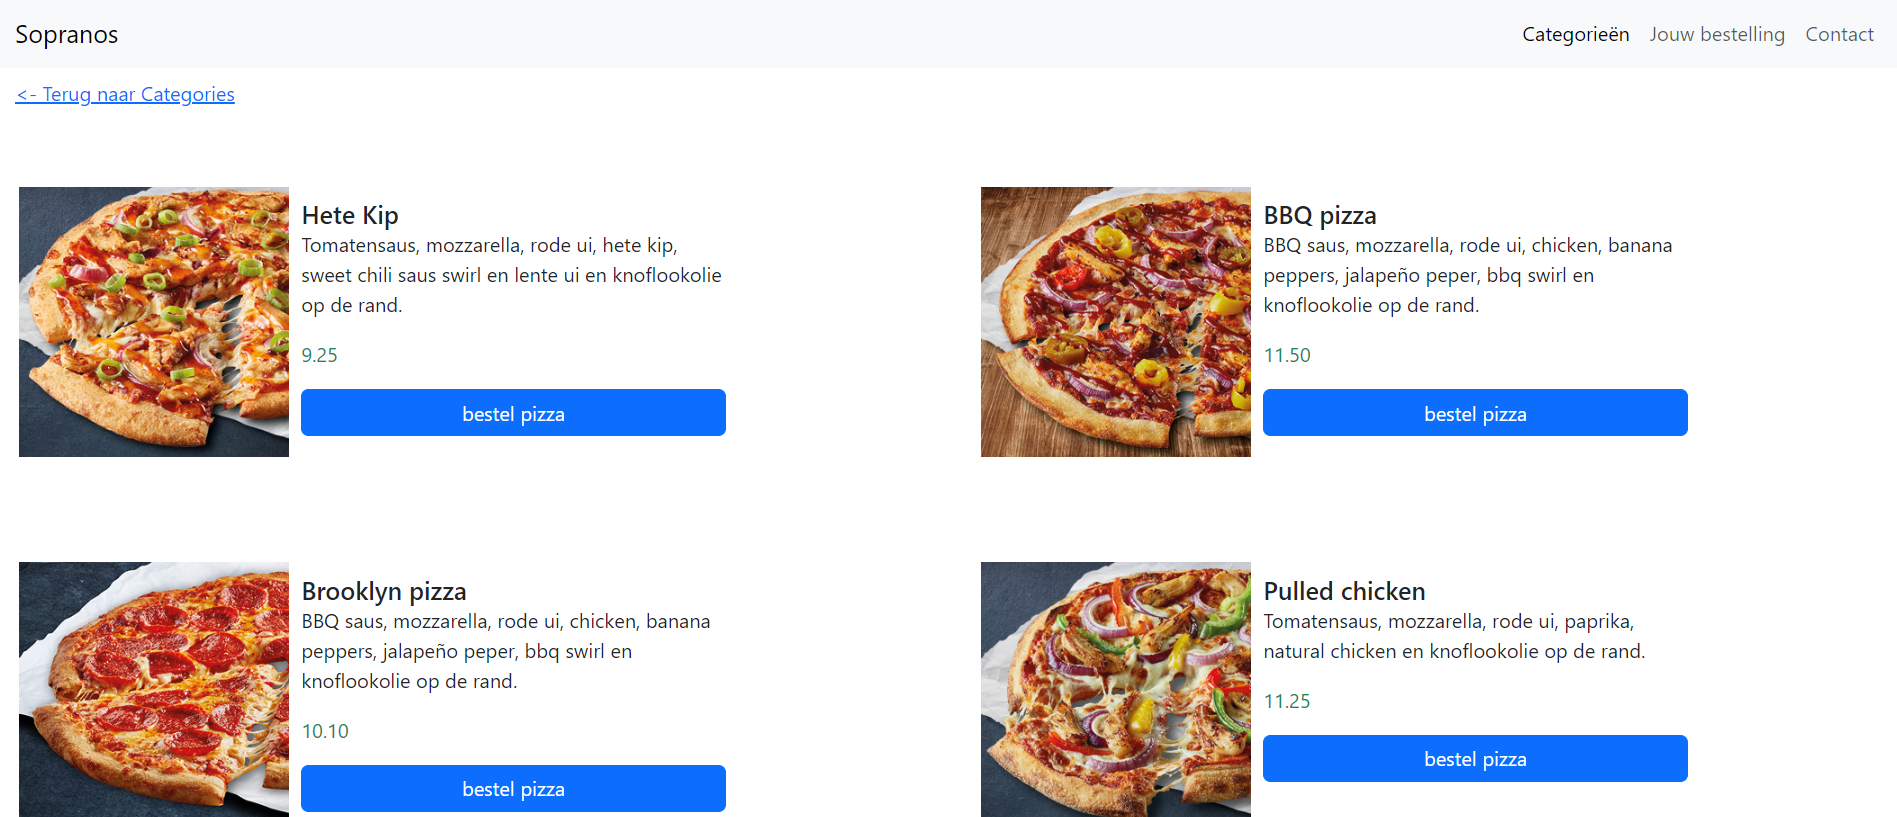 Sopranos
Categorieën Jouw bestelling Contact
<- Terug naar Categories
Hete Kip
Tomatensaus, mozzarella, rode ui, hete kip,
sweet chili saus swirl en lente ui en knoflookolie
op de rand.
9.25
bestel pizza
BBQ pizza
BBQ saus, mozzarella, rode ui, chicken, banana
peppers, jalapeño peper, bbq swirl en
knoflookolie op de rand.
11.50
bestel pizza
Brooklyn pizza
BBQ saus, mozzarella, rode ui, chicken, banana
peppers, jalapeño peper, bbq swirl en
knoflookolie op de rand.
10.10
bestel pizza
Pulled chicken
Tomatensaus, mozzarella, rode ui, paprika,
natural chicken en knoflookolie op de rand.
11.25
bestel pizza